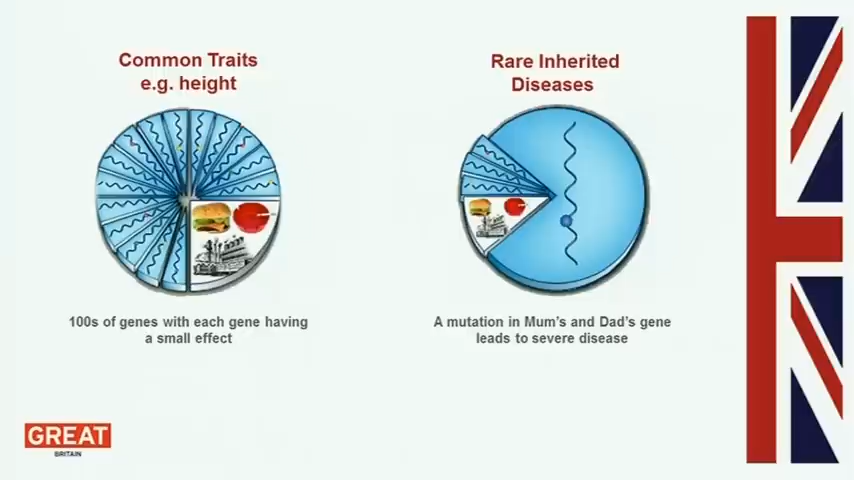 Common Traits
e.g. height
Rare Inherited
Diseases
100s of genes with each gene having
a small effect
A mutation in Mum's and Dad's gene
leads to severe disease
GREAT
BRITAIN